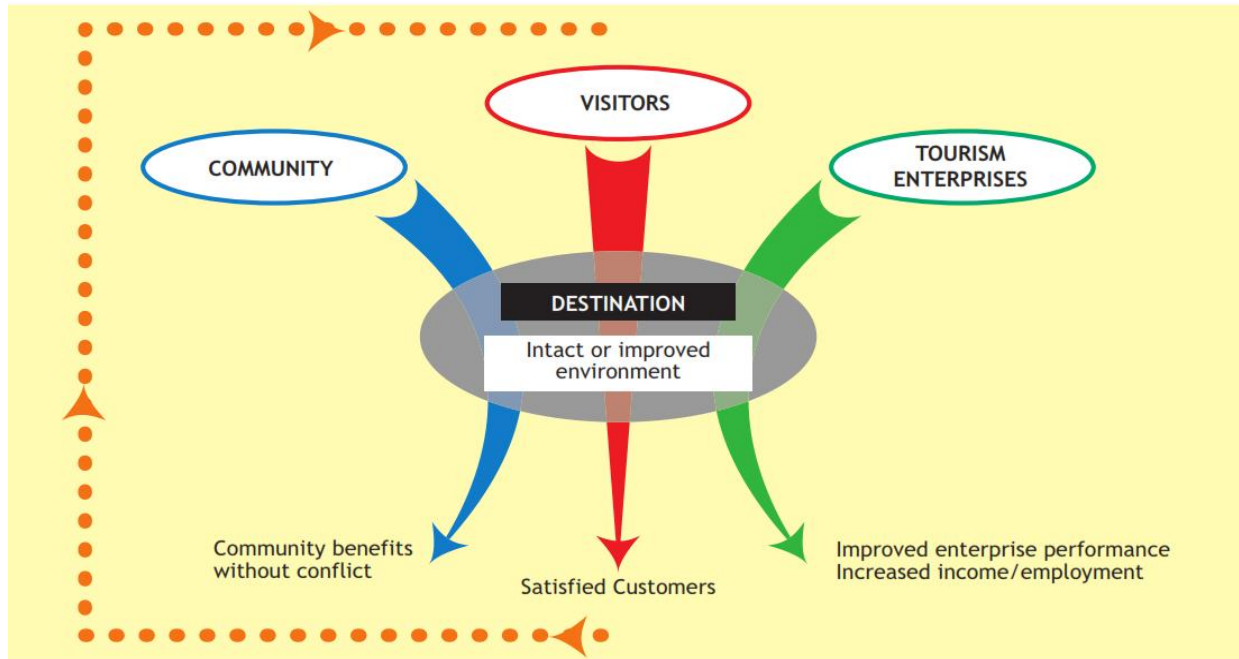 VISITORS
COMMUNITY
TOURISM
ENTERPRISES
DESTINATION
Intact or improved
environment
Community benefits
without conflict
Satisfied Customers
Improved enterprise performance
Increased income/employment